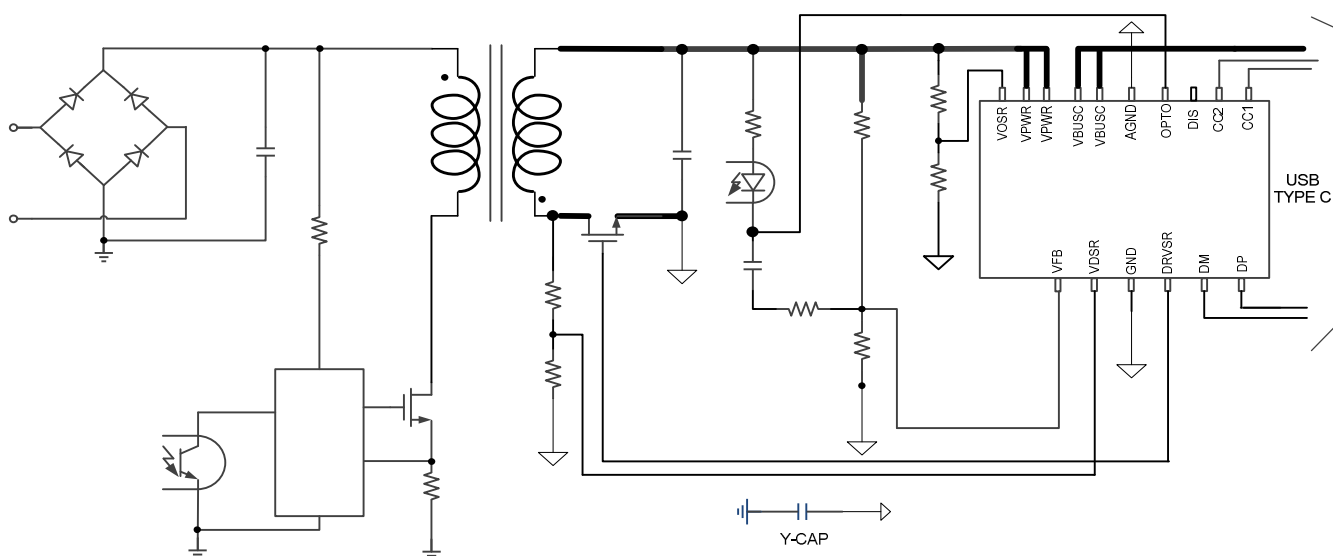 VOSR
VPWR
VPWR
VBUSC
VBUSC
AGND
OPTO
DIS
CC2
CC1
USB
TYPE C
VFB
VDSR
GND
DRVSR
DM
DP
Y-CAP